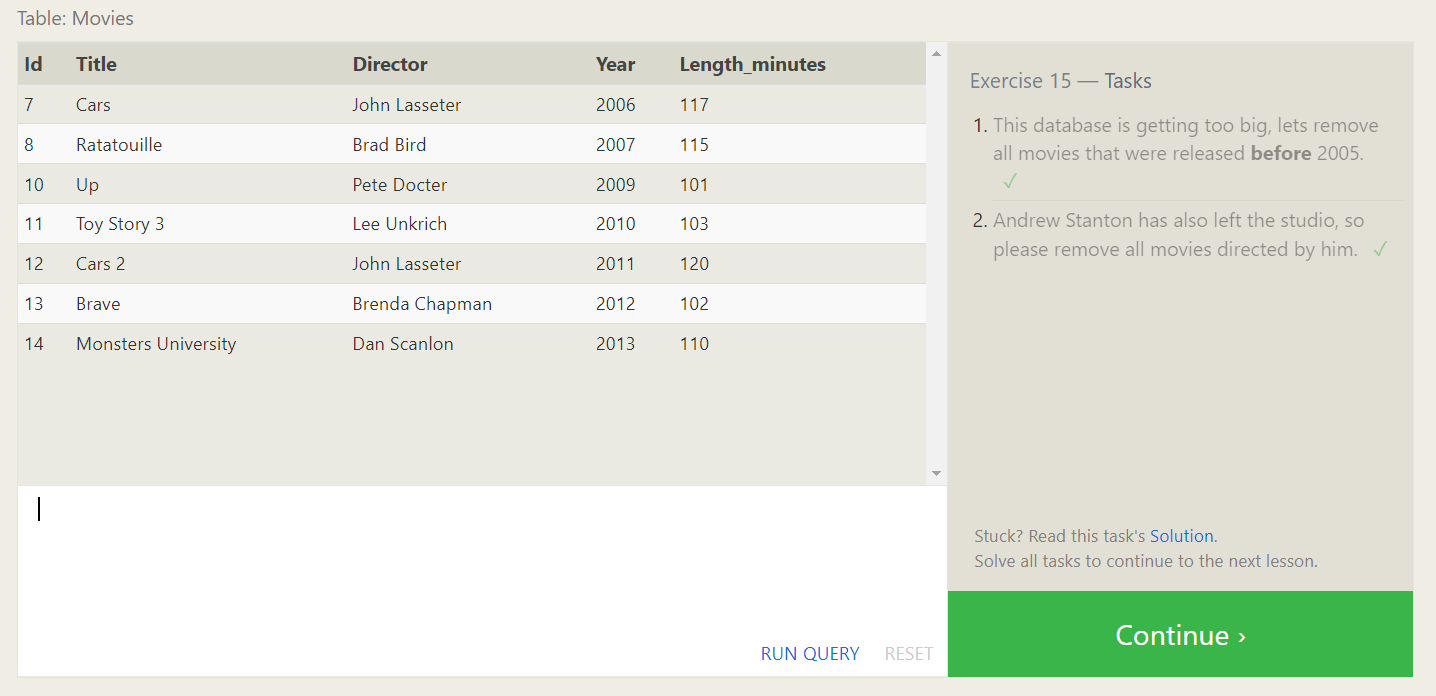 Table: Movies
Id Title Director Year Length_minutes
7 Cars John Lasseter 2006 117
8 Ratatouille Brad Bird 2007 115
10 Up Pete Docter 2009 101
11 Toy Story 3 Lee Unkrich 2010 103
12 Cars 2 John Lasseter 2011 120
13 Brave Brenda Chapman 2012 102
14 Monsters University Dan Scanlon 2013 110
RUN QUERY RESET
Exercise 15 — Tasks
1. This database is getting too big, lets remove
all movies that were released before 2005.
✓
2. Andrew Stanton has also left the studio, so
please remove all movies directed by him. ✓
Stuck? Read this task's Solution.
Solve all tasks to continue to the next lesson.
Continue ›